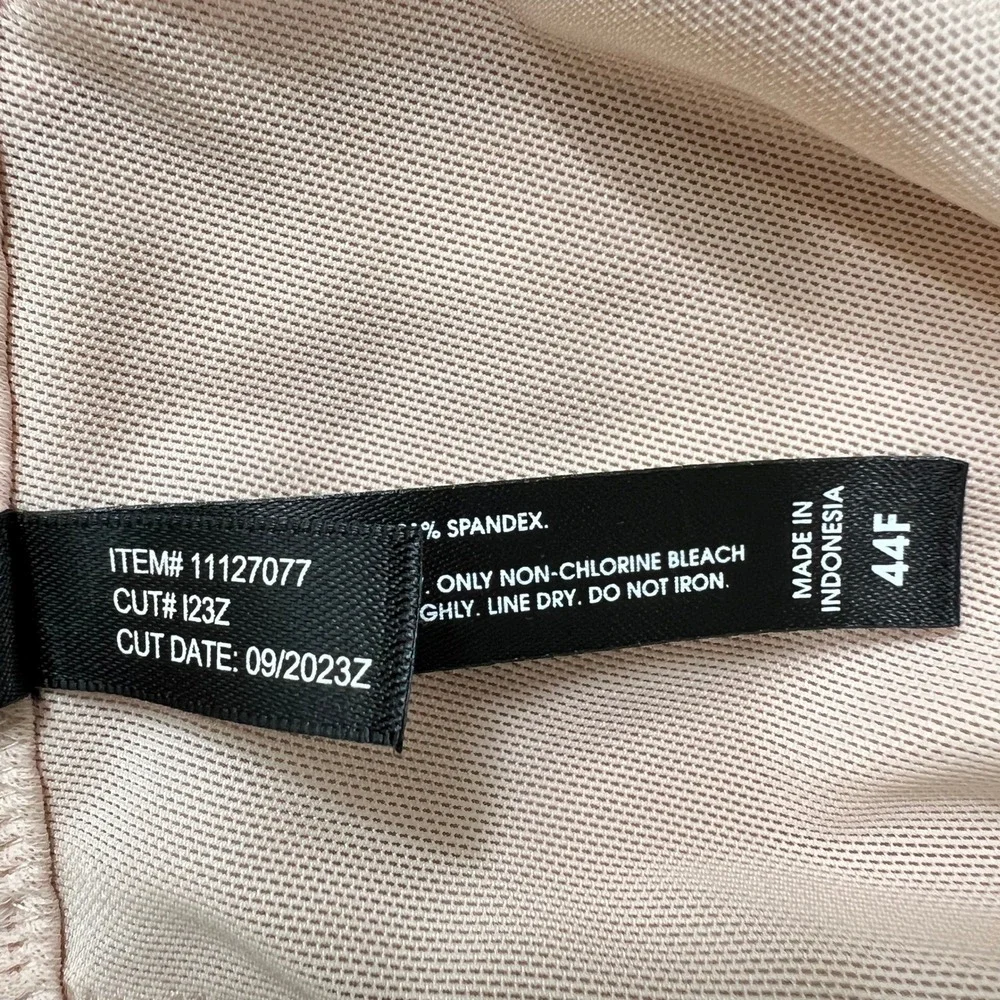 ITEM# 11127077
CUT# I23Z
CUT DATE: 09/2023Z
% SPANDEX.
. ONLY NON-CHLORINE BLEACH
GHLY. LINE DRY. DO NOT IRON.
MADE IN
INDONESIA
44F